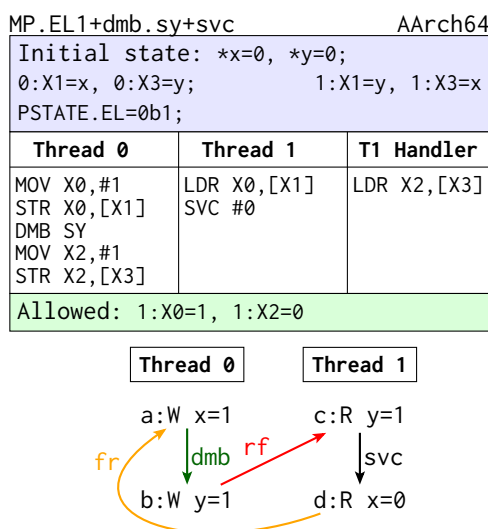 MP.EL1+dmb.sy+svc AArch64
Initial state: *x=0, *y=0;
0:X1=x, 0:X3=y; 1:X1=y, 1:X3=x
PSTATE.EL=0b1;
Thread 0 Thread 1 T1 Handler
MOV X0,#1 LDR X0,[X1] LDR X2,[X3]
STR X0,[X1] SVC #0
DMB SY
MOV X2,#1
STR X2,[X3]
Allowed: 1:X0=1, 1:X2=0
Thread 0 Thread 1
a:W x=1 c:R y=1
fr dmb rf svc
b:W y=1 d:R x=0